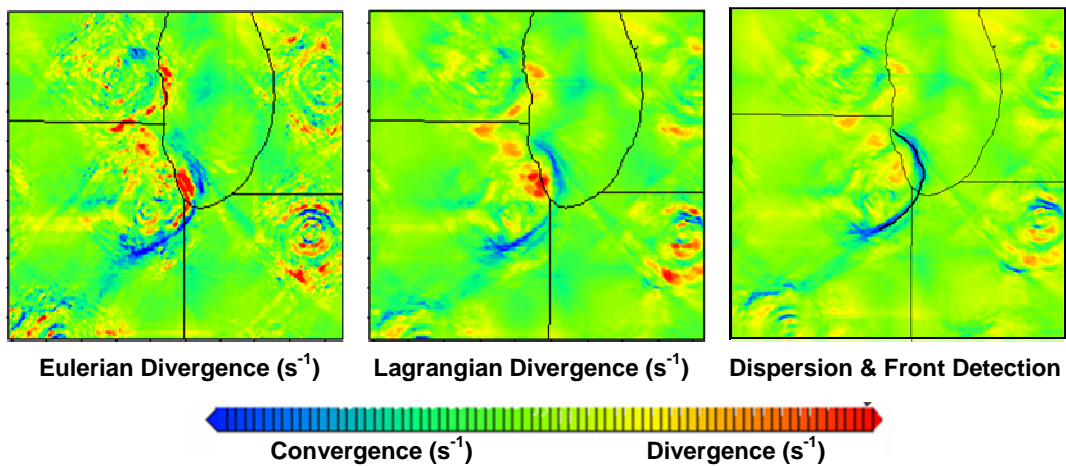 Eulerian Divergence (s⁻¹) Lagrangian Divergence (s⁻¹) Dispersion & Front Detection
Convergence (s⁻¹) Divergence (s⁻¹)